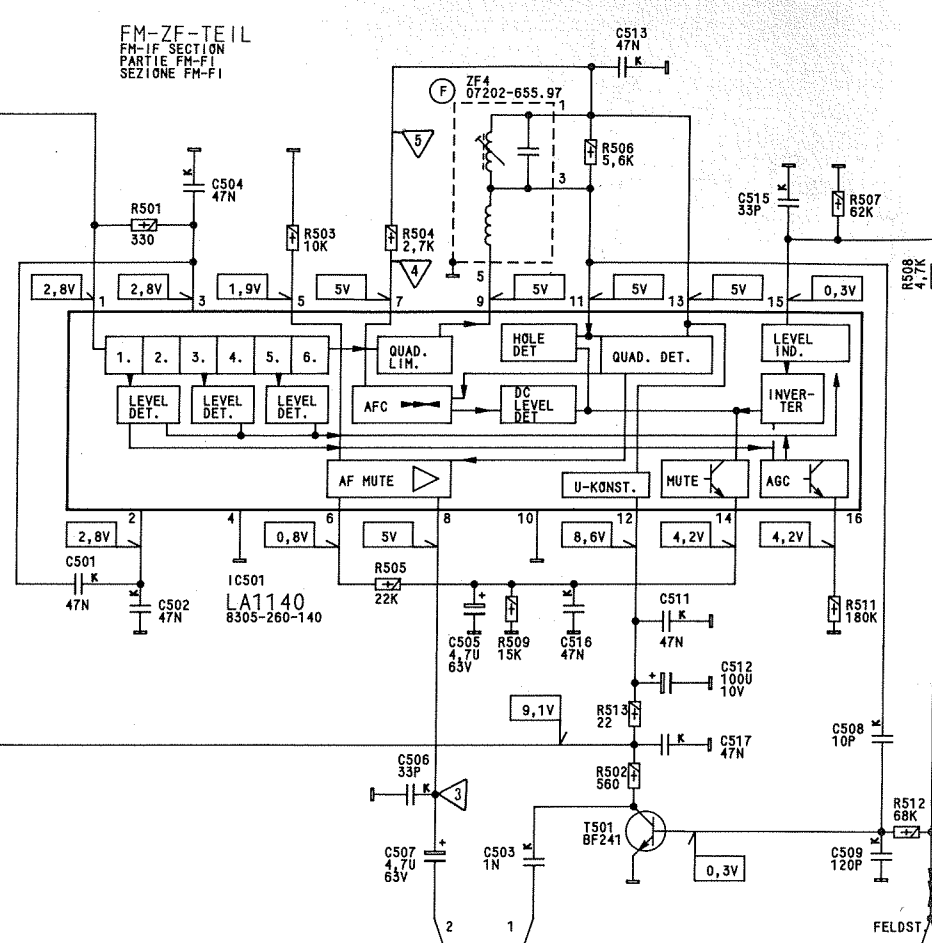 FM-ZF-TEIL
FM-IF SECTION
PARTIE FM-FI
SEZIONE FM-FI
C513
47N
K
F
ZF4
07202-655.97
1
5
R506
5,6K
3
K
C504
47N
R501
330
R503
10K
R504
2,7K
4
K
C515
33P
R507
62K
R508
4,7K
5
2,8V
1
2,8V
3
1,9V
5
5V
7
9
5V
11
5V
13
5V
15
0,3V
1.
2.
3.
4.
5.
6.
QUAD.
LIM.
HOLE
DET
QUAD. DET.
LEVEL
IND.
LEVEL
DET.
LEVEL
DET.
LEVEL
DET.
AFC
DC
LEVEL
DET
INVER-
TER
AF MUTE
U-KONST.
MUTE
AGC
2
4
6
8
10
12
14
16
2,8V
0,8V
5V
8,6V
4,2V
4,2V
C501
K
47N
K
C502
47N
IC501
LA1140
8305-260-140
R505
22K
+
C505
4,7U
63V
R509
15K
K
C516
47N
C511
K
47N
R511
180K
+
C512
100U
10V
9,1V
R513
22
K
C517
47N
K
C508
10P
C506
33P
K
3
R502
560
R512
68K
T501
BF241
C507
4,7U
63V
+
C503
1N
K
0,3V
K
C509
120P
2
1
FELDST.